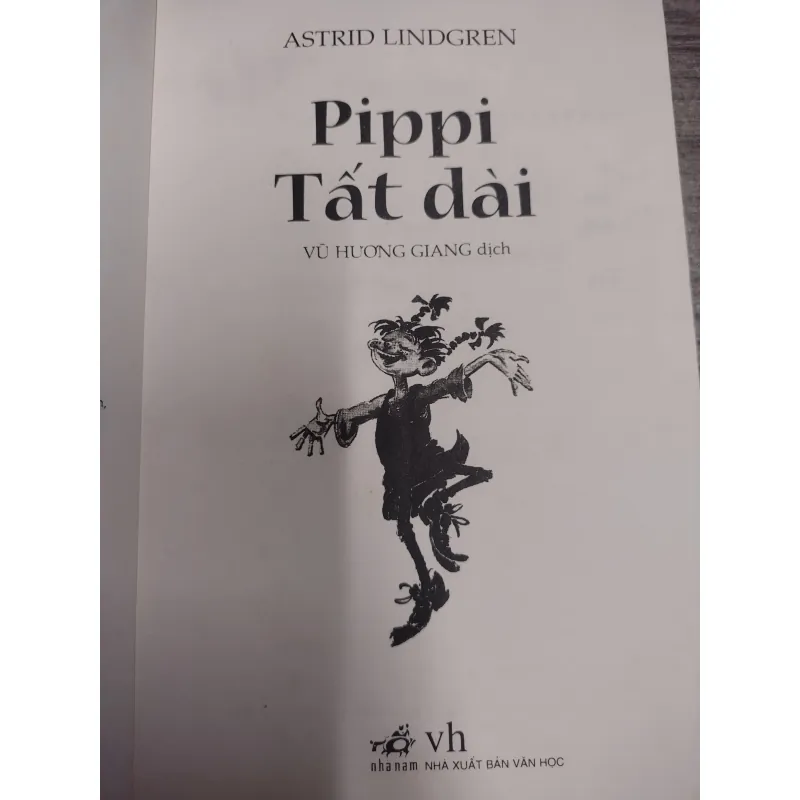 ASTRID LINDGREN
Pippi
Tất dài
VŨ HƯƠNG GIANG dịch
vh
nhanam NHÀ XUẤT BẢN VĂN HỌC